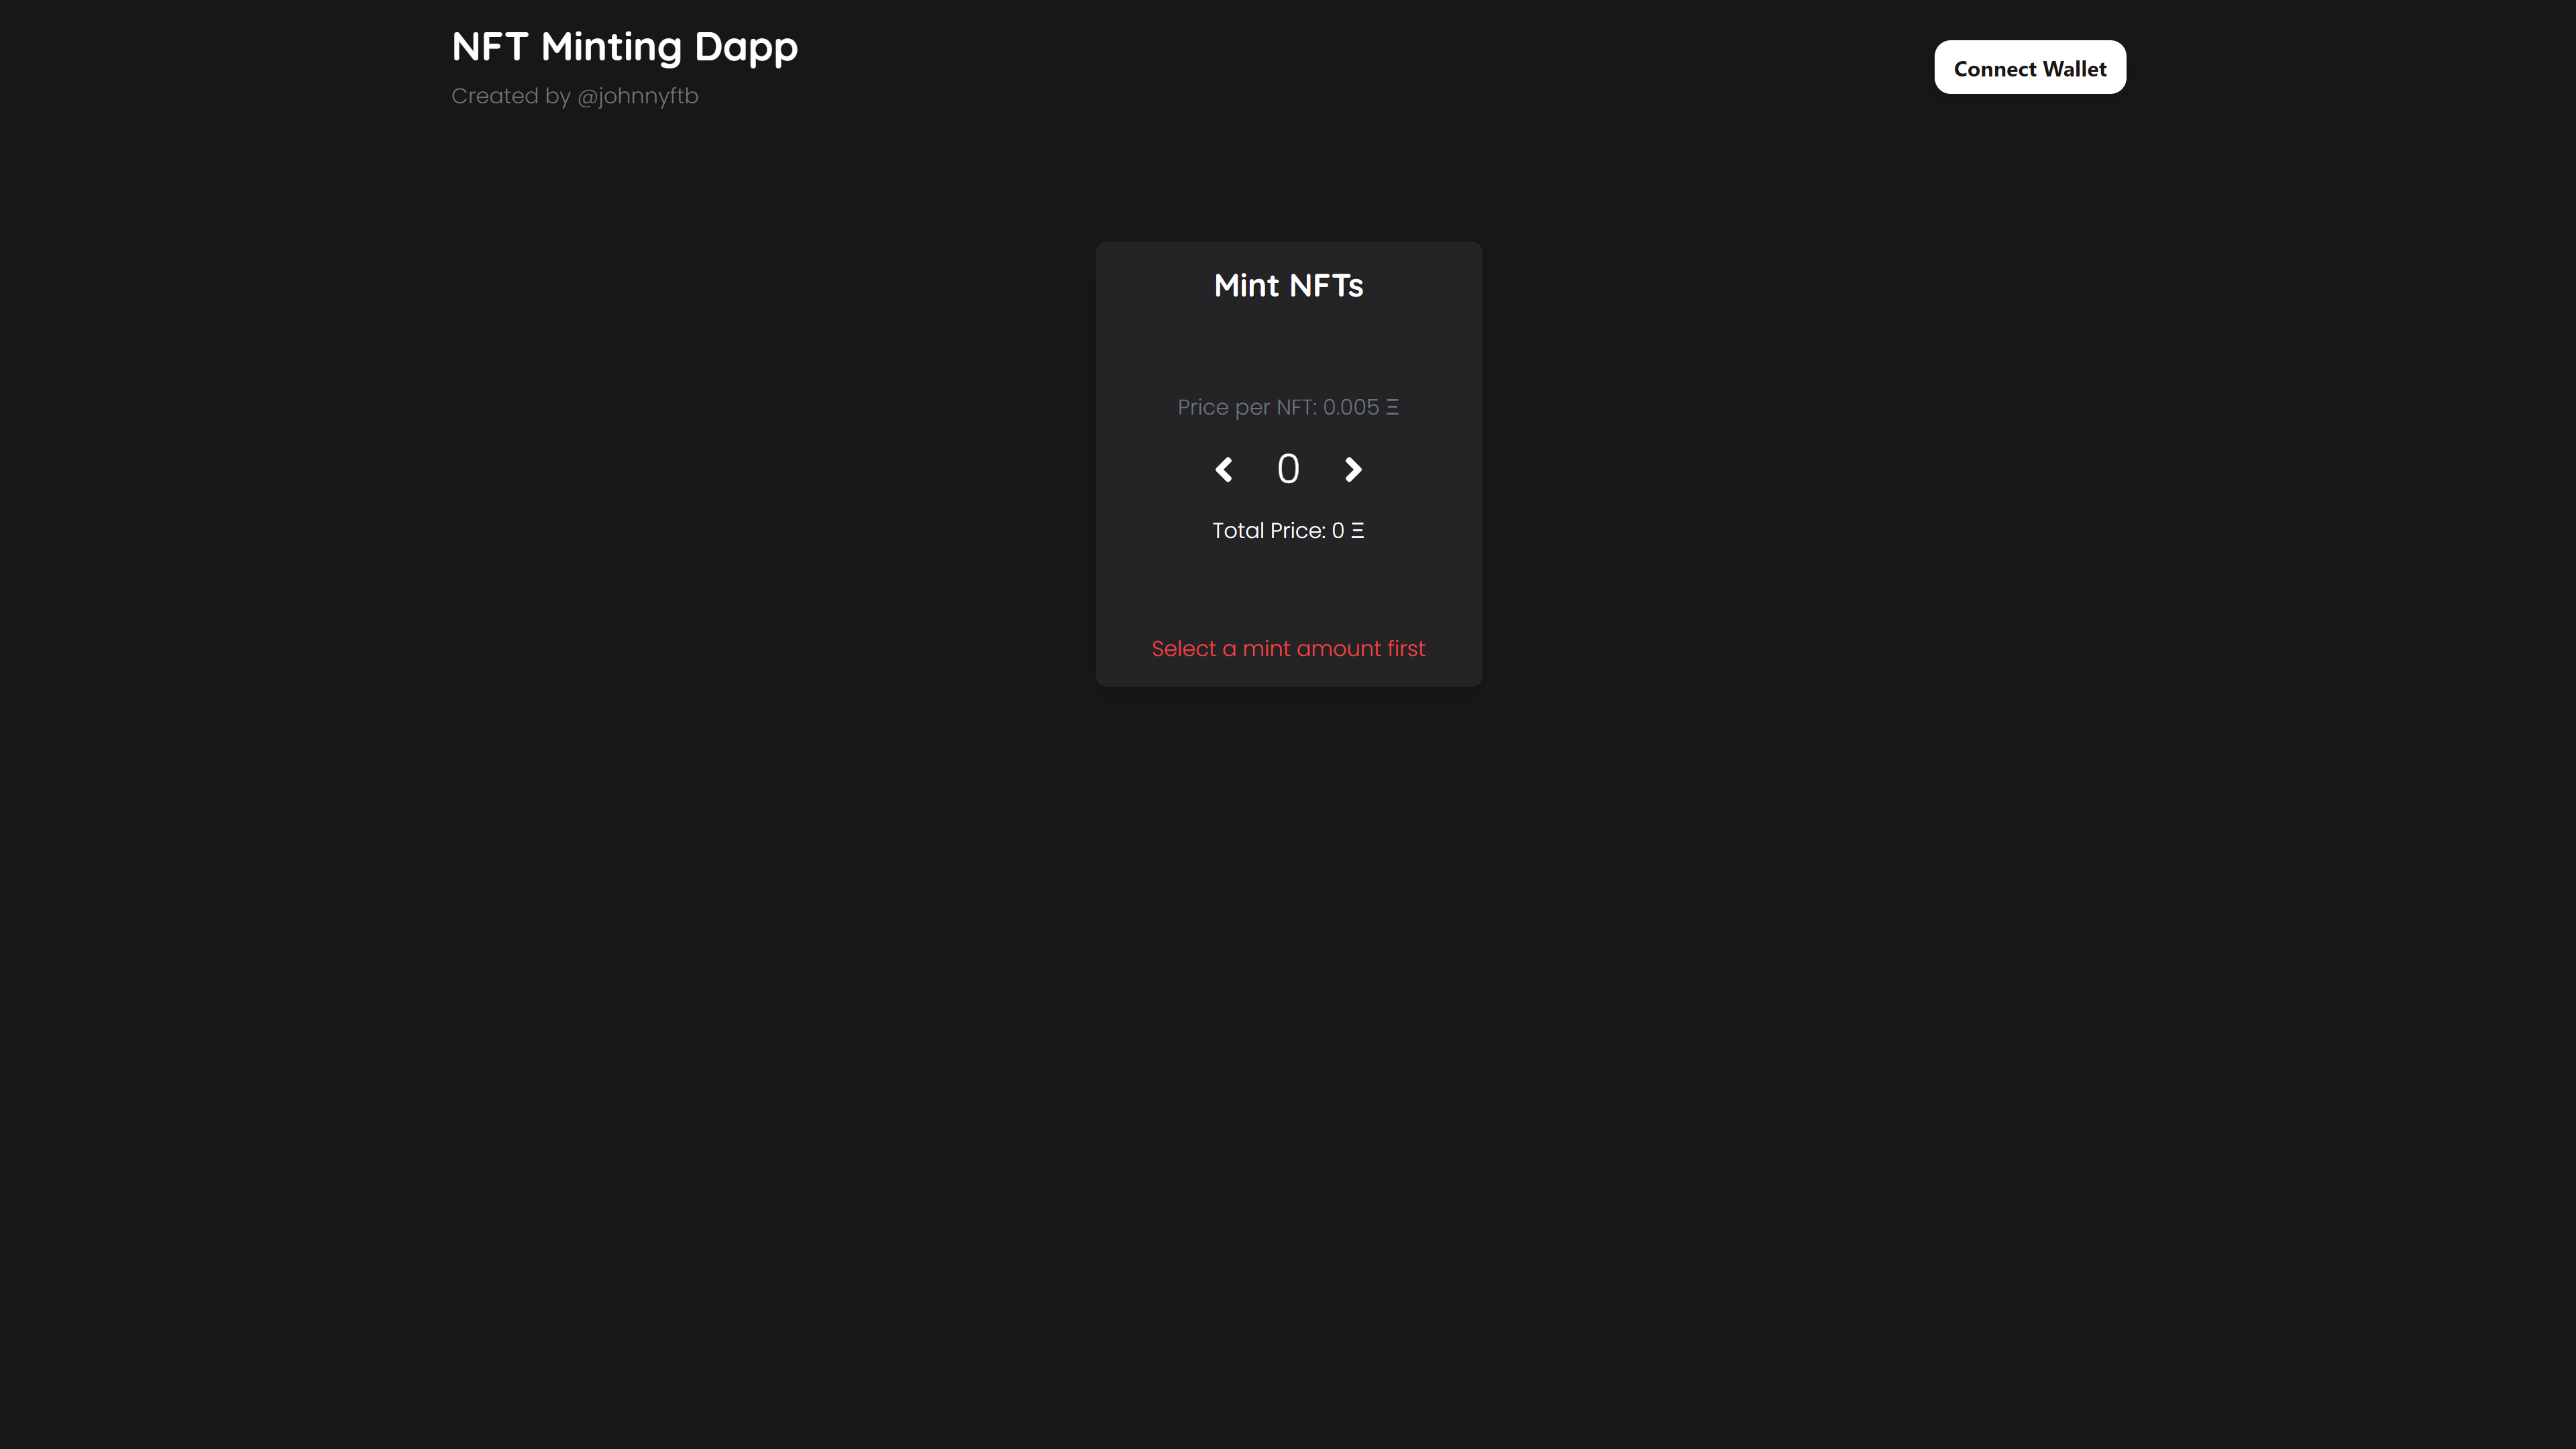 NFT Minting Dapp
Created by @johnnyftb
Connect Wallet
Mint NFTs
Price per NFT: 0.005 Ξ
0
Total Price: 0 Ξ
Select a mint amount first